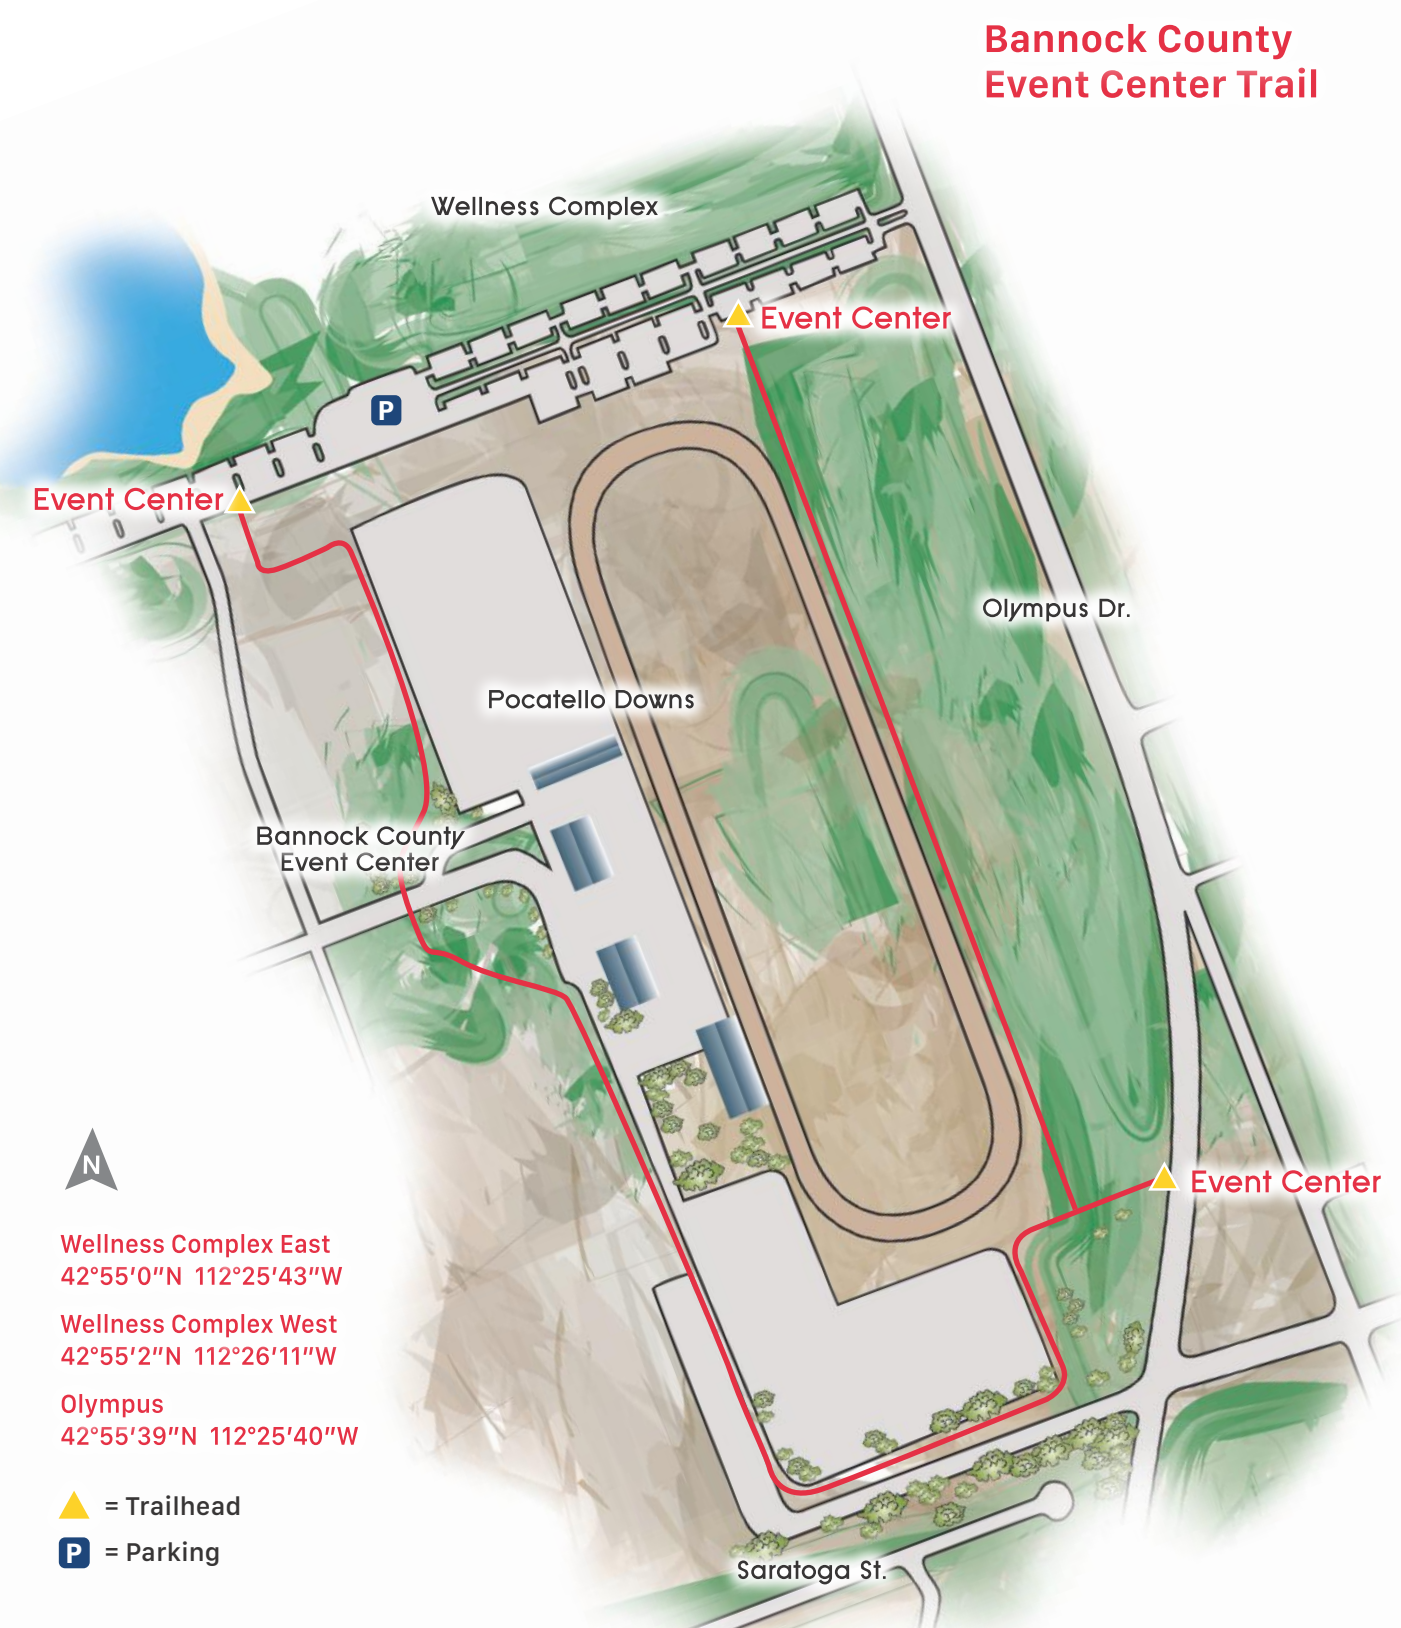 Bannock County
Event Center Trail
Wellness Complex
Event Center
P
Event Center
Olympus Dr.
Pocatello Downs
Bannock County
Event Center
Event Center
N
Wellness Complex East
42°55'0"N 112°25'43"W
Wellness Complex West
42°55'2"N 112°26'11"W
Olympus
42°55'39"N 112°25'40"W
= Trailhead
P = Parking
Saratoga St.